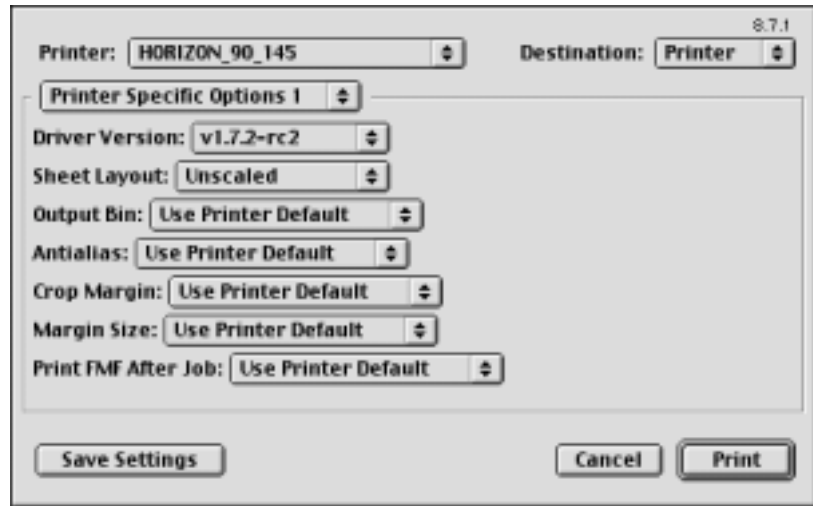 8.7.1
Printer: HORIZON_90_145 Destination: Printer
Printer Specific Options 1
Driver Version: v1.7.2-rc2
Sheet Layout: Unscaled
Output Bin: Use Printer Default
Antialias: Use Printer Default
Crop Margin: Use Printer Default
Margin Size: Use Printer Default
Print FMF After Job: Use Printer Default
Save Settings Cancel Print